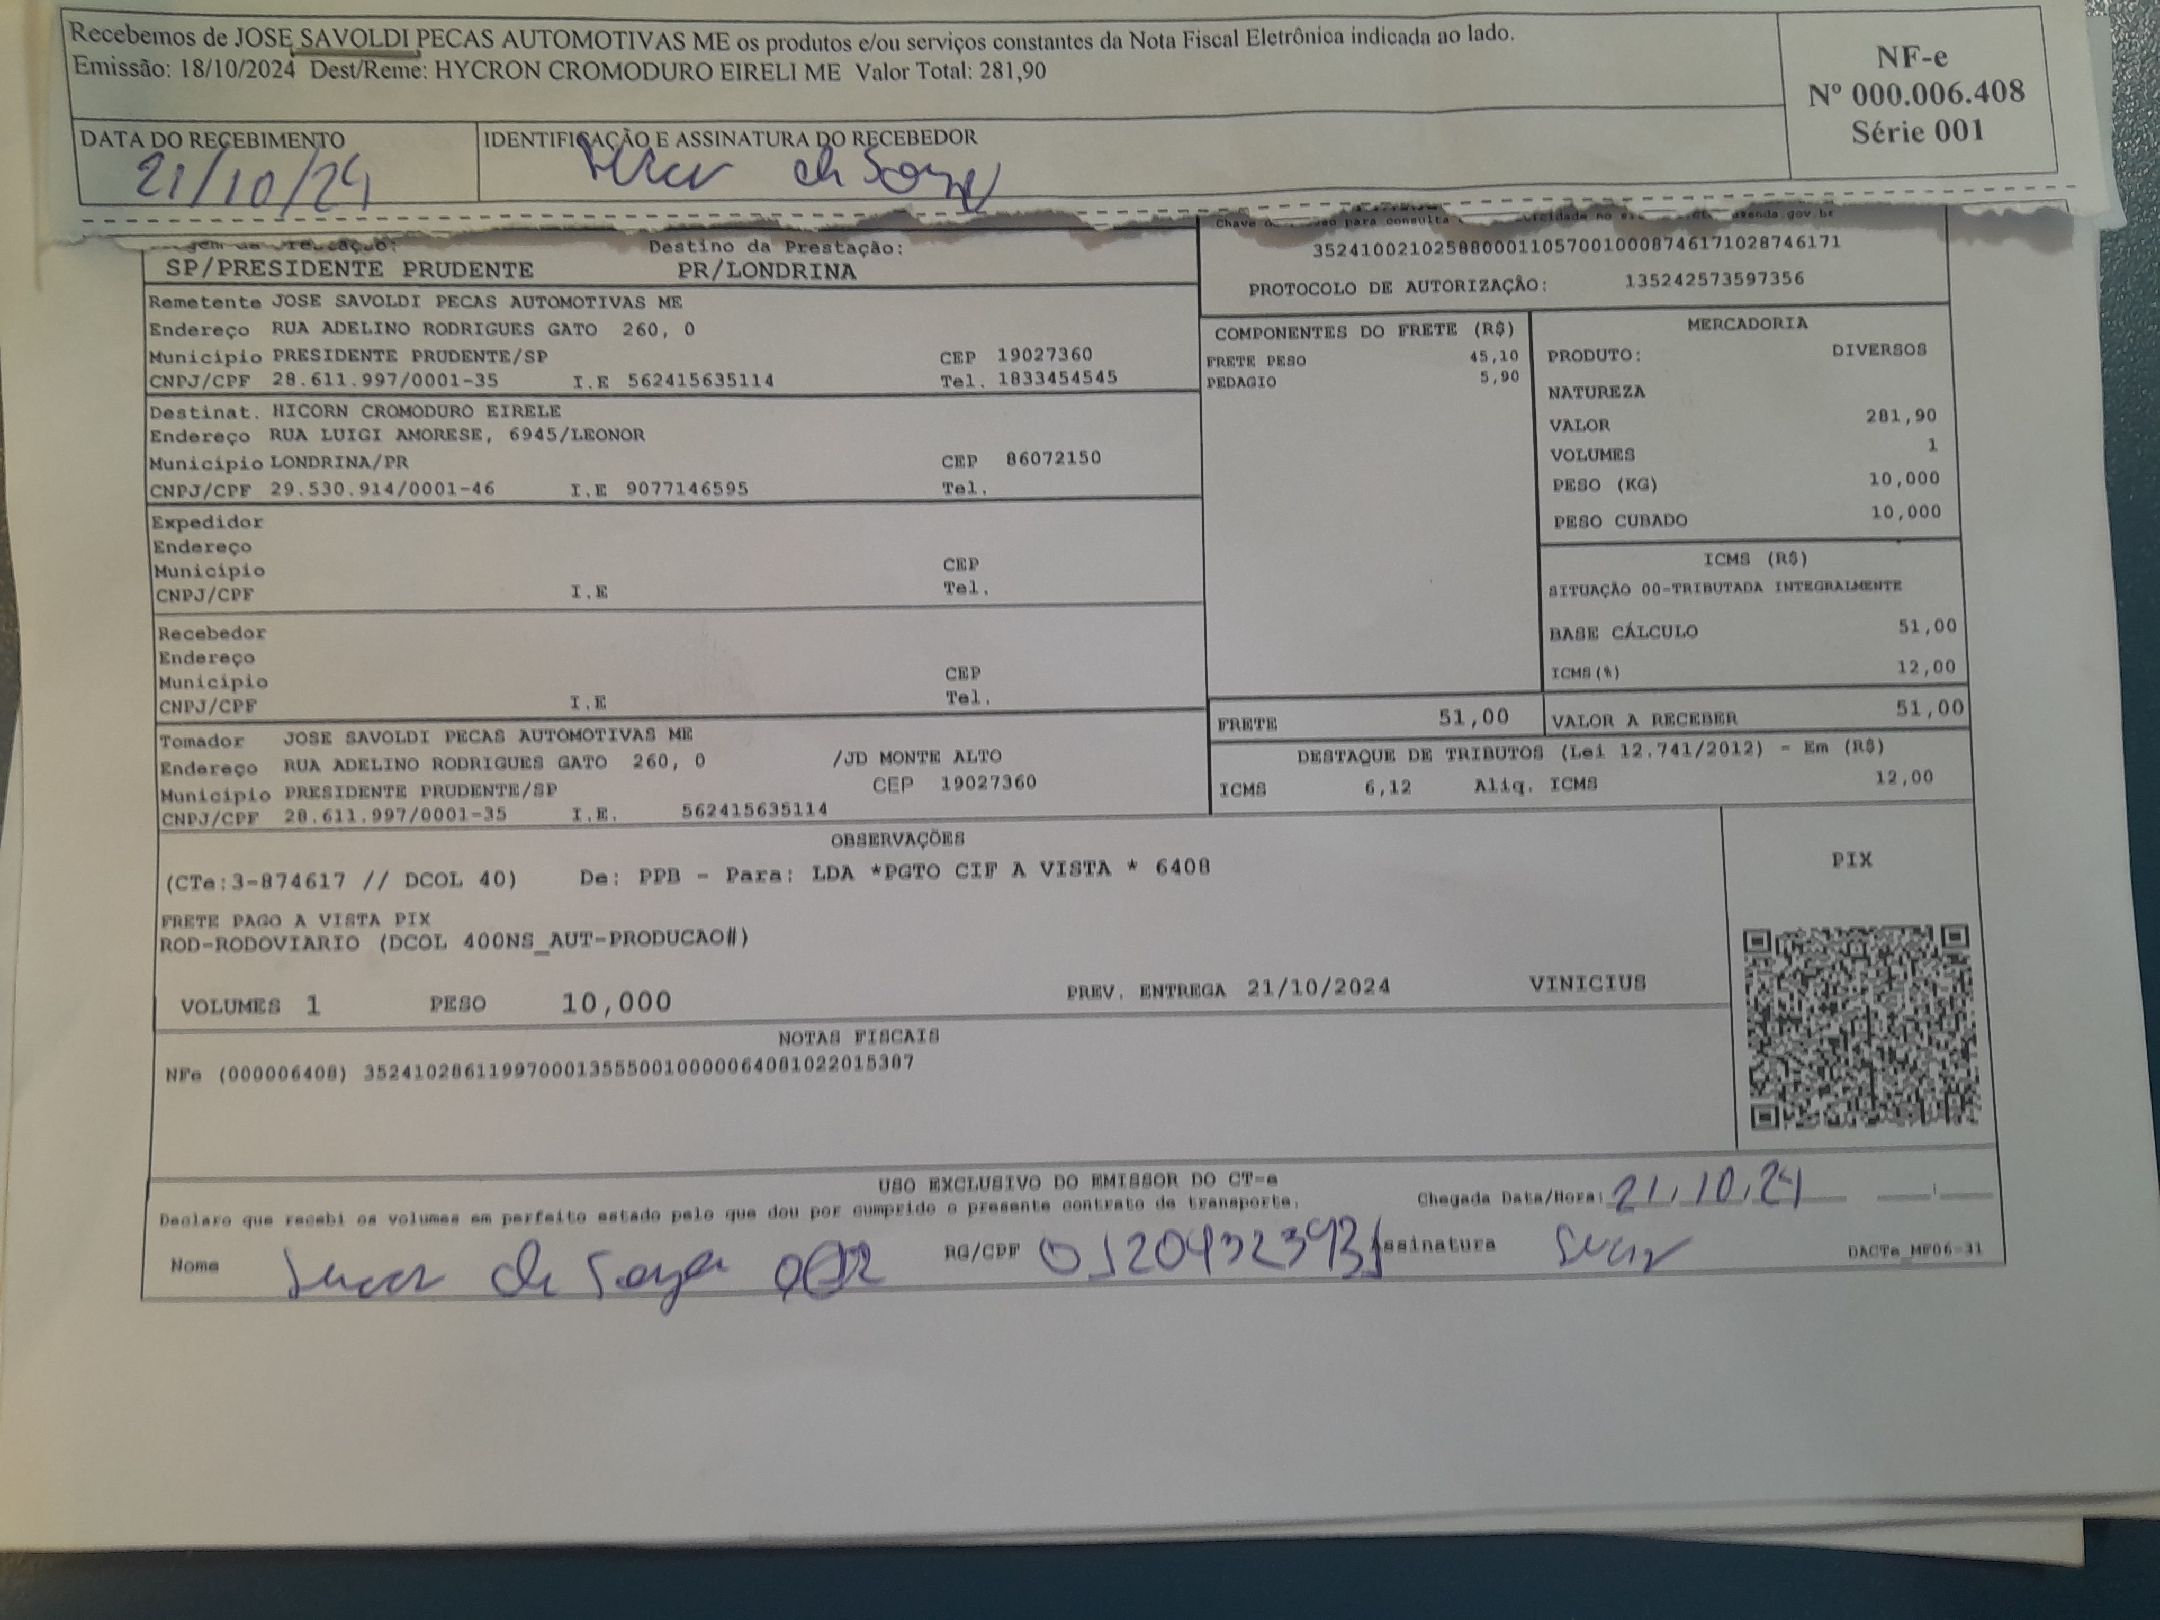 Recebemos de JOSE SAVOLDI PECAS AUTOMOTIVAS ME os produtos e/ou serviços constantes da Nota Fiscal Eletrônica indicada ao lado.
Emissão: 18/10/2024 Dest/Reme: HYCRON CROMODURO EIRELI ME Valor Total: 281,90
NF-e
Nº 000.006.408
Série 001
DATA DO RECEBIMENTO
21/10/24
IDENTIFICAÇÃO E ASSINATURA DO RECEBEDOR
de Souza
Destino da Prestação:
SP/PRESIDENTE PRUDENTE PR/LONDRINA
para consulta
35241002102588000110570010008746171028746171
PROTOCOLO DE AUTORIZAÇÃO: 135242573597356
Remetente JOSE SAVOLDI PECAS AUTOMOTIVAS ME
Endereço RUA ADELINO RODRIGUES GATO 260, 0
Município PRESIDENTE PRUDENTE/SP CEP 19027360
CNPJ/CPF 28.611.997/0001-35 I.E 562415635114 Tel. 1833454545
Destinat. HICORN CROMODURO EIRELE
Endereço RUA LUIGI AMORESE, 6945/LEONOR
Município LONDRINA/PR CEP 86072150
CNPJ/CPF 29.530.914/0001-46 I.E 9077146595 Tel.
Expedidor
Endereço
Município CEP
CNPJ/CPF I.E Tel.
Recebedor
Endereço
Município CEP
CNPJ/CPF I.E Tel.
Tomador JOSE SAVOLDI PECAS AUTOMOTIVAS ME
Endereço RUA ADELINO RODRIGUES GATO 260, 0 /JD MONTE ALTO
Município PRESIDENTE PRUDENTE/SP CEP 19027360
CNPJ/CPF 28.611.997/0001-35 I.E. 562415635114
COMPONENTES DO FRETE (R$)
FRETE PESO 45,10
PEDAGIO 5,90
FRETE 51,00
MERCADORIA
PRODUTO: DIVERSOS
NATUREZA
VALOR 281,90
VOLUMES 1
PESO (KG) 10,000
PESO CUBADO 10,000
ICMS (R$)
SITUAÇÃO 00-TRIBUTADA INTEGRALMENTE
BASE CÁLCULO 51,00
ICMS(%) 12,00
VALOR A RECEBER 51,00
DESTAQUE DE TRIBUTOS (Lei 12.741/2012) - Em (R$)
ICMS 6,12 Aliq. ICMS 12,00
OBSERVAÇÕES
(CTe:3-874617 // DCOL 40) De: PPB - Para: LDA *PGTO CIF A VISTA * 6408
FRETE PAGO A VISTA PIX
ROD-RODOVIARIO (DCOL 400NS_AUT-PRODUCAO#)
VOLUMES 1 PESO 10,000 PREV. ENTREGA 21/10/2024 VINICIUS
PIX
NOTAS FISCAIS
NFe (000006408) 35241028611997000135550010000064081022015387
USO EXCLUSIVO DO EMISSOR DO CT-e
Declaro que recebi os volumes em perfeito estado pelo que dou por cumprido o presente contrato de transporte.
Chegada Data/Hora: 21.10.24 :
Nome de Souza RG/CPF Assinatura
DACTe_MF06-31